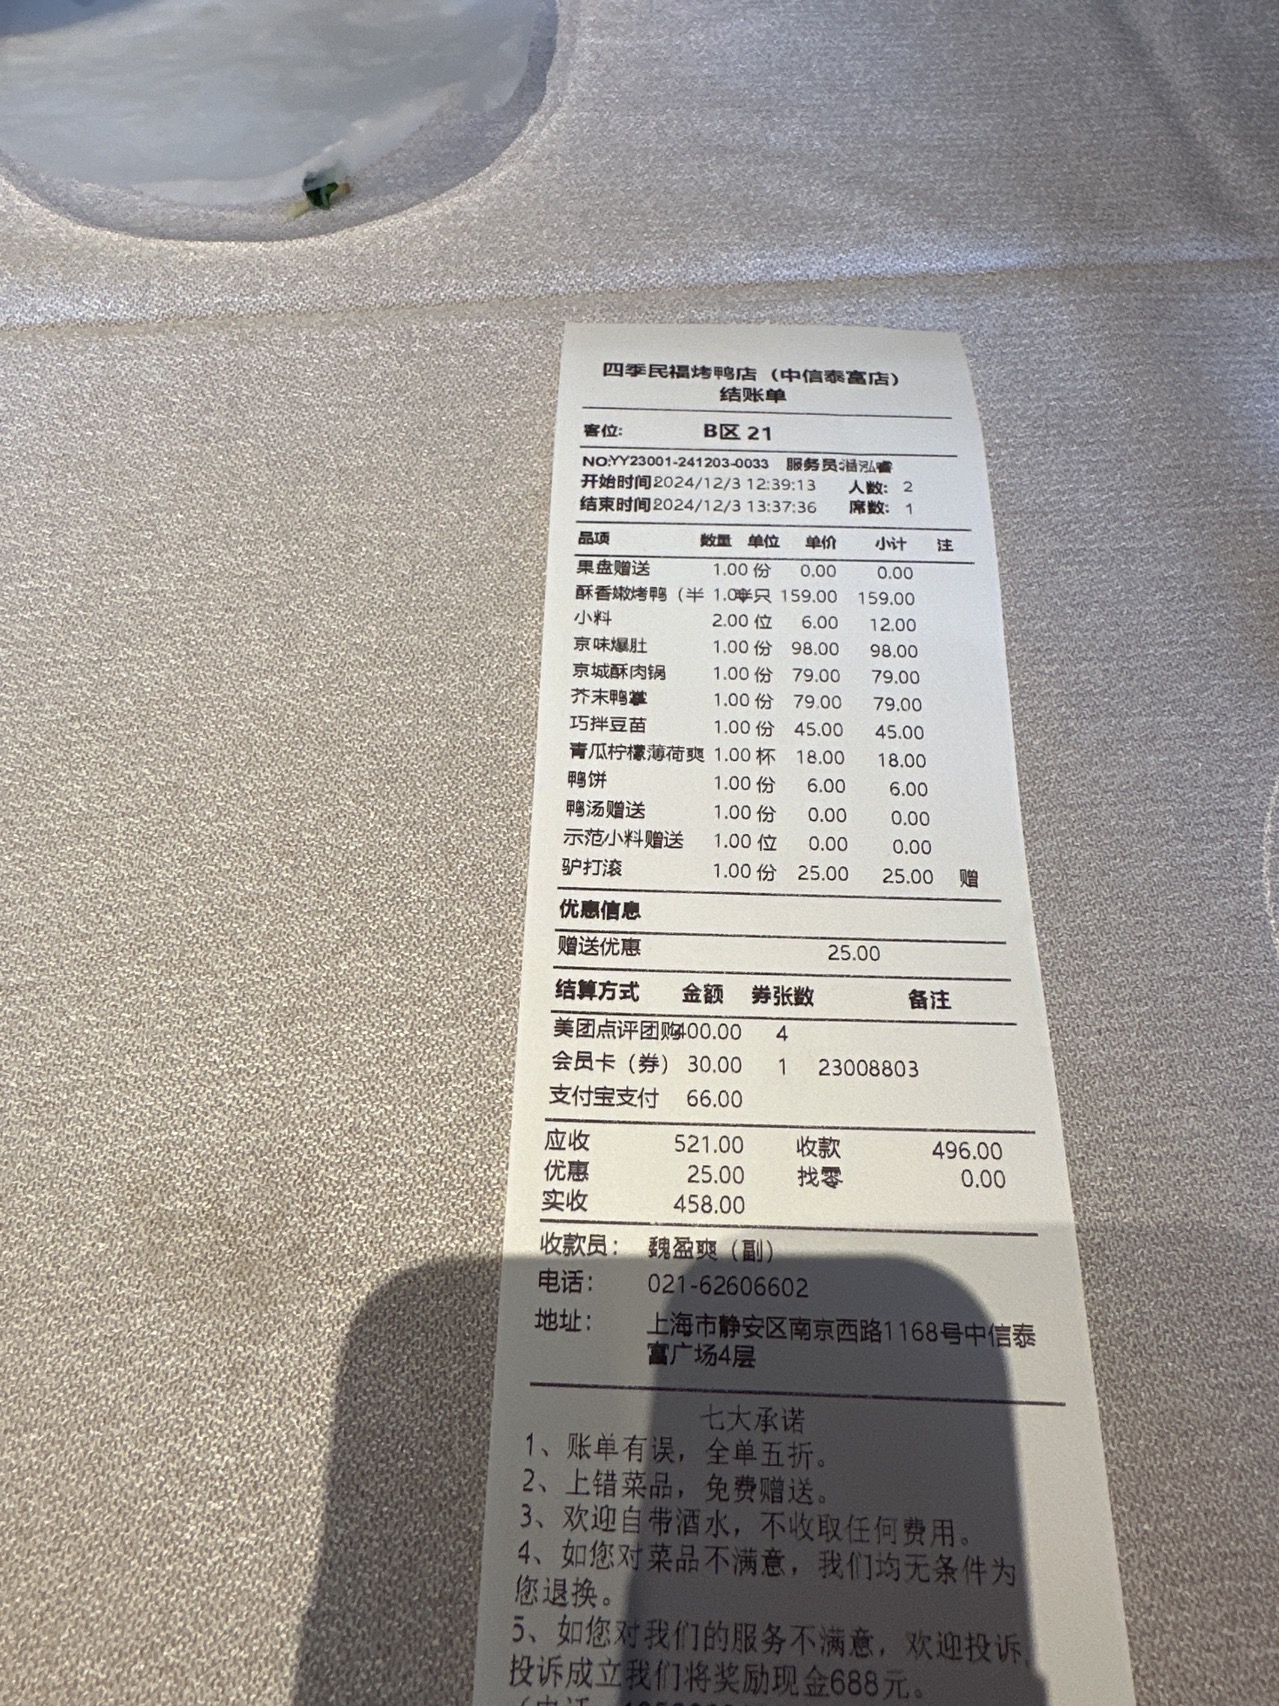 四季民福烤鸭店（中信泰富店）
结账单
客位: B区 21
NO:YY23001-241203-0033 服务员:潘泓睿
开始时间2024/12/3 12:39:13 人数: 2
结束时间2024/12/3 13:37:36 席数: 1
品项 数量 单位 单价 小计 注
果盘赠送 1.00 份 0.00 0.00
酥香嫩烤鸭（半 1.00半只 159.00 159.00
小料 2.00 位 6.00 12.00
京味爆肚 1.00 份 98.00 98.00
京城酥肉锅 1.00 份 79.00 79.00
芥末鸭掌 1.00 份 79.00 79.00
巧拌豆苗 1.00 份 45.00 45.00
青瓜柠檬薄荷爽 1.00 杯 18.00 18.00
鸭饼 1.00 份 6.00 6.00
鸭汤赠送 1.00 份 0.00 0.00
示范小料赠送 1.00 位 0.00 0.00
驴打滚 1.00 份 25.00 25.00 赠
优惠信息
赠送优惠 25.00
结算方式 金额 券张数 备注
美团点评团购400.00 4
会员卡（券） 30.00 1 23008803
支付宝支付 66.00
应收 521.00 收款 496.00
优惠 25.00 找零 0.00
实收 458.00
收款员: 魏盈爽（副）
电话: 021-62606602
地址: 上海市静安区南京西路1168号中信泰
富广场4层
七大承诺
1、账单有误，全单五折。
2、上错菜品，免费赠送。
3、欢迎自带酒水，不收取任何费用。
4、如您对菜品不满意，我们均无条件为
您退换。
5、如您对我们的服务不满意，欢迎投诉,
投诉成立我们将奖励现金688元。